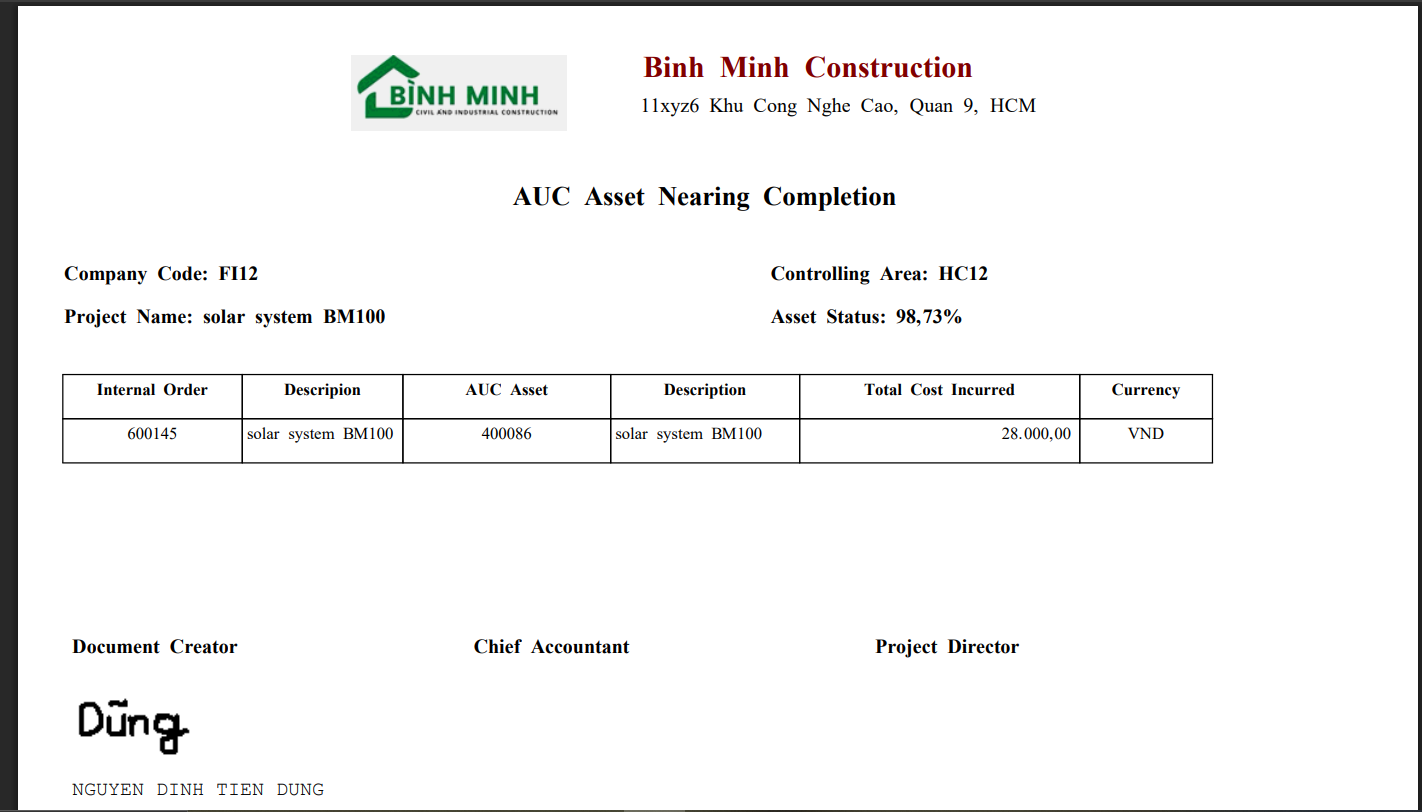 BÌNH MINH
CIVIL AND INDUSTRIAL CONSTRUCTION
Binh Minh Construction
11xyz6 Khu Cong Nghe Cao, Quan 9, HCM
AUC Asset Nearing Completion
Company Code: FI12 Controlling Area: HC12
Project Name: solar system BM100 Asset Status: 98,73%
Internal Order Descripion AUC Asset Description Total Cost Incurred Currency
600145 solar system BM100 400086 solar system BM100 28.000,00 VND
Document Creator Chief Accountant Project Director
Dũng
NGUYEN DINH TIEN DUNG